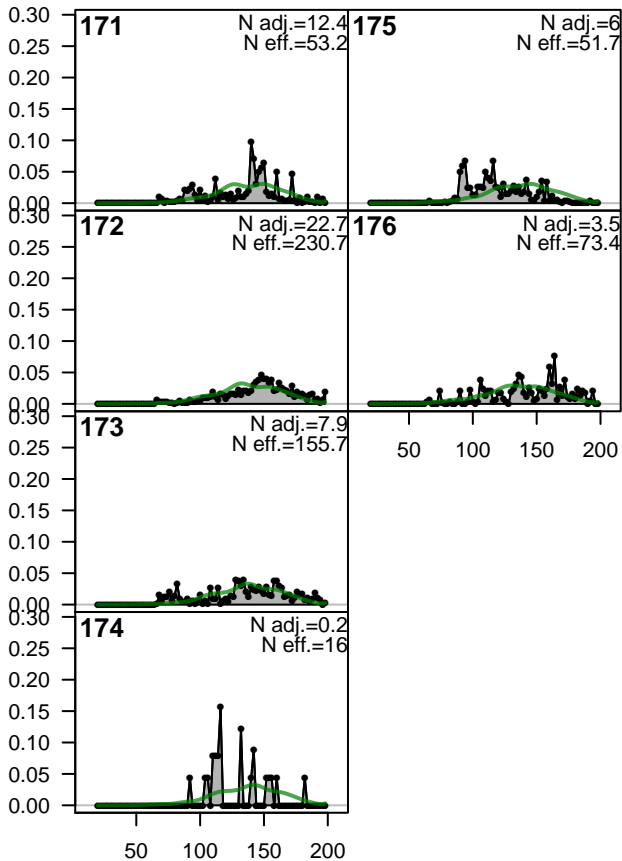 0.30
0.25
0.20
0.15
0.10
0.05
0.00
171
N adj.=12.4
N eff.=53.2
175
N adj.=6
N eff.=51.7
0.30
0.25
0.20
0.15
0.10
0.05
0.00
172
N adj.=22.7
N eff.=230.7
176
N adj.=3.5
N eff.=73.4
50 100 150 200
0.30
0.25
0.20
0.15
0.10
0.05
0.00
173
N adj.=7.9
N eff.=155.7
0.30
0.25
0.20
0.15
0.10
0.05
0.00
174
N adj.=0.2
N eff.=16
50 100 150 200